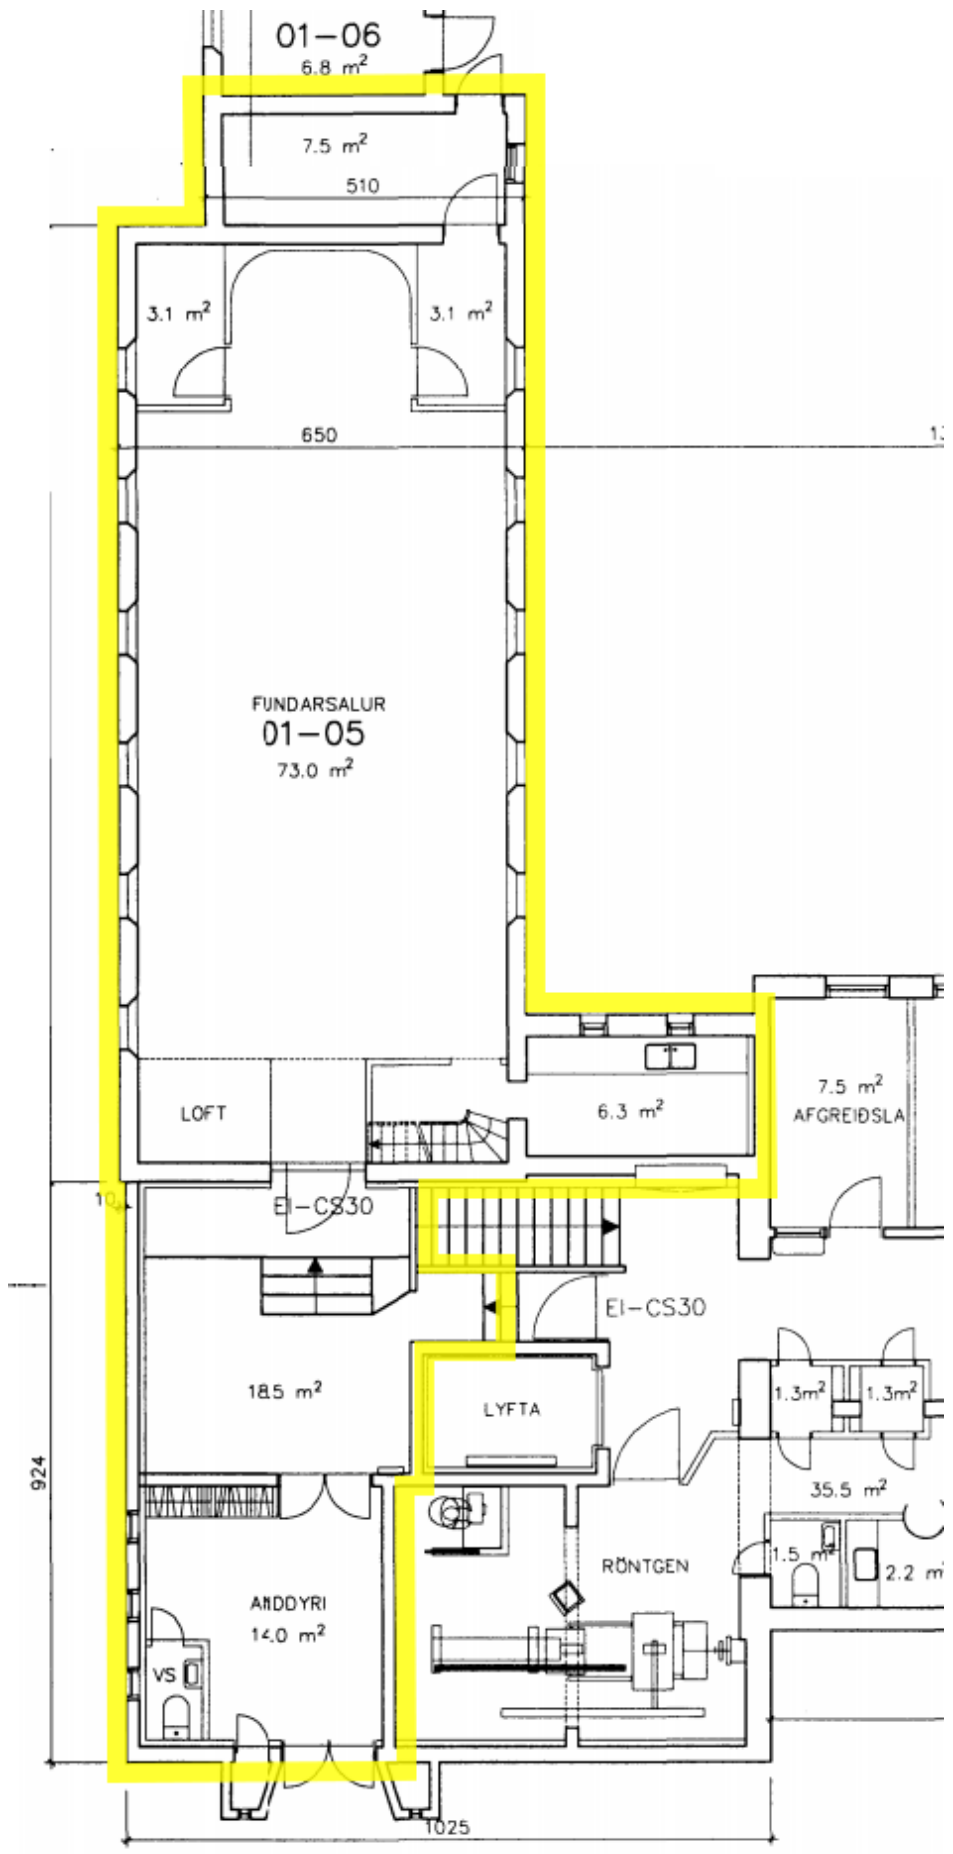 01-06
6.8 m²
7.5 m²
510
3.1 m²
3.1 m²
650
FUNDARSALUR
01-05
73.0 m²
7.5 m²
AFGREIÐSLA
LOFT
6.3 m²
10
EI-CS30
EI-CS30
18.5 m²
LYFTA
1.3m²
1.3m²
924
35.5 m²
RÖNTGEN
1.5 m²
2.2 m
ANDDYRI
14.0 m²
VS
1025